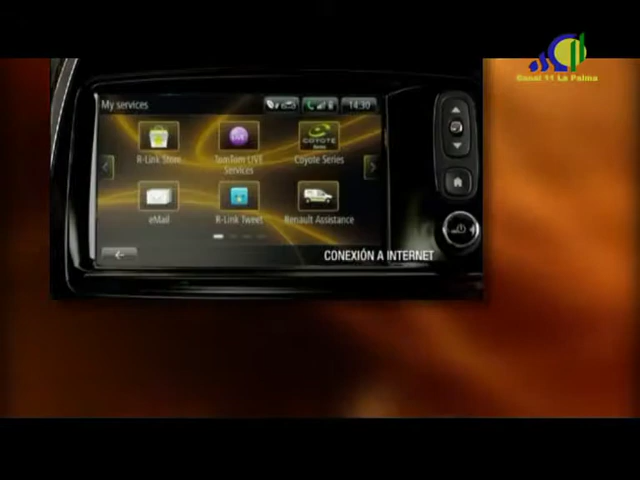 Canal 11 La Palma
My services
14:30
R-Link Store
TomTom LIVE
Services
Coyote Series
COYOTE
LIVE
eMail
R-Link Tweet
Renault Assistance
CONEXIÓN A INTERNET